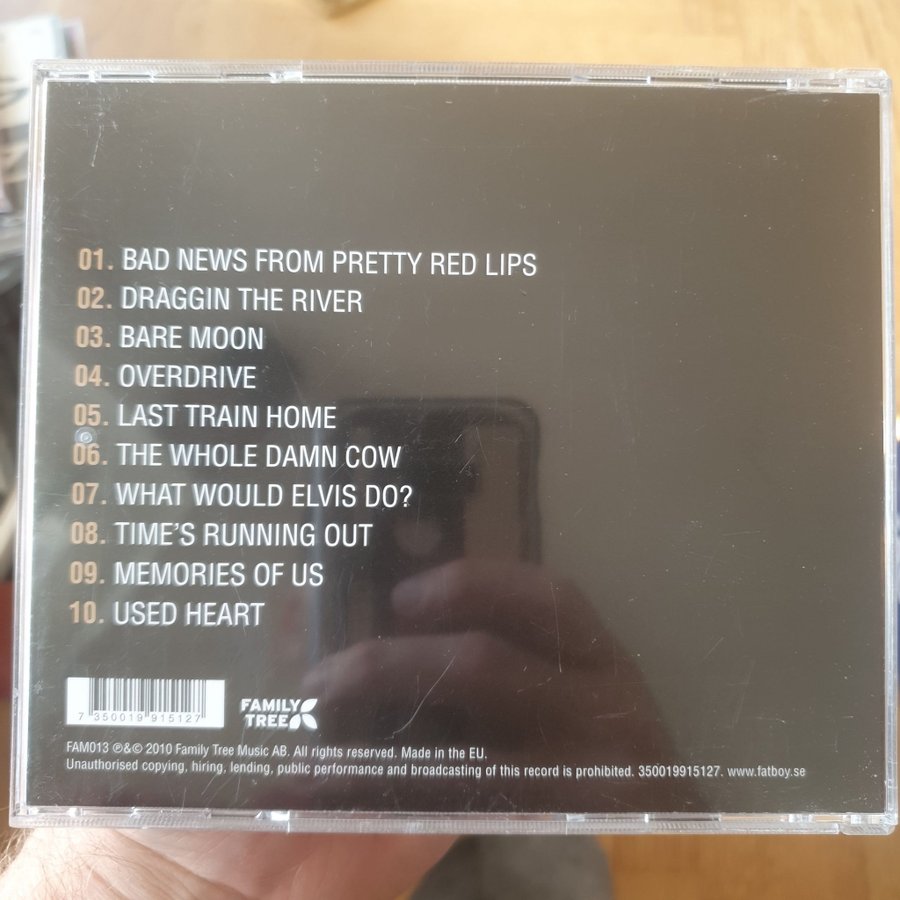 01. BAD NEWS FROM PRETTY RED LIPS
02. DRAGGIN THE RIVER
03. BARE MOON
04. OVERDRIVE
05. LAST TRAIN HOME
06. THE WHOLE DAMN COW
07. WHAT WOULD ELVIS DO?
08. TIME'S RUNNING OUT
09. MEMORIES OF US
10. USED HEART
7 350019 915127
FAMILY
TREE
FAM013 ℗&© 2010 Family Tree Music AB. All rights reserved. Made in the EU.
Unauthorised copying, hiring, lending, public performance and broadcasting of this record is prohibited. 350019915127. www.fatboy.se